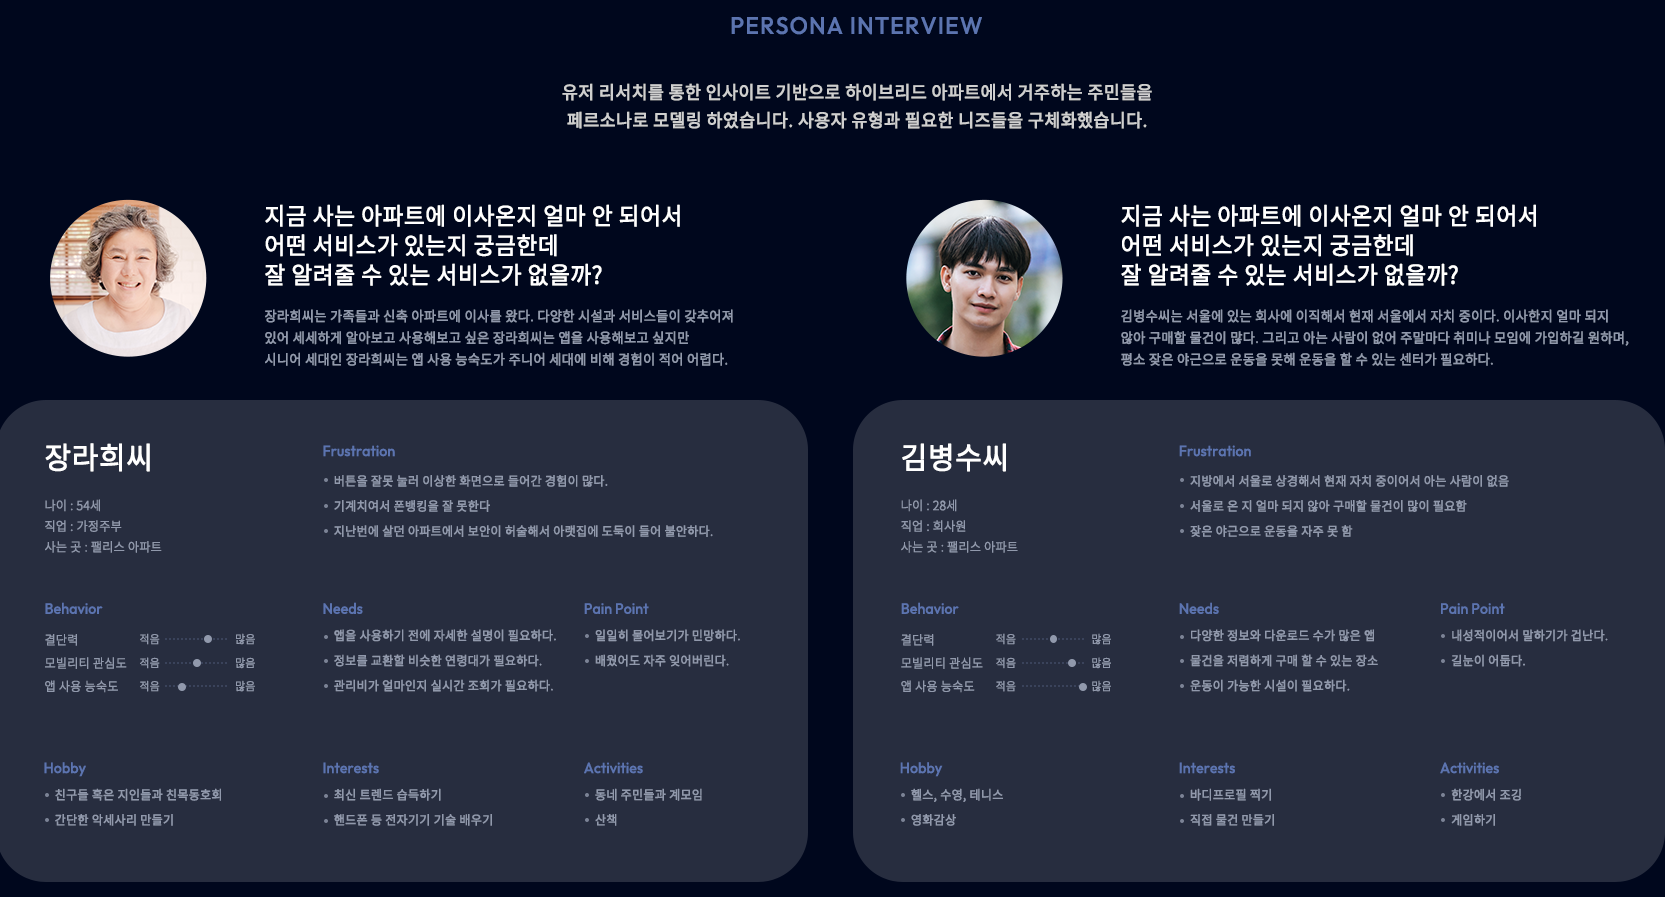 PERSONA INTERVIEW
유저 리서치를 통한 인사이트 기반으로 하이브리드 아파트에서 거주하는 주민들을
페르소나로 모델링 하였습니다. 사용자 유형과 필요한 니즈들을 구체화했습니다.
지금 사는 아파트에 이사온지 얼마 안 되어서
어떤 서비스가 있는지 궁금한데
잘 알려줄 수 있는 서비스가 없을까?
장라희씨는 가족들과 신축 아파트에 이사를 왔다. 다양한 시설과 서비스들이 갖추어져
있어 세세하게 알아보고 사용해보고 싶은 장라희씨는 앱을 사용해보고 싶지만
시니어 세대인 장라희씨는 앱 사용 능숙도가 주니어 세대에 비해 경험이 적어 어렵다.
장라희씨
나이 : 54세
직업 : 가정주부
사는 곳 : 팰리스 아파트
Frustration
• 버튼을 잘못 눌러 이상한 화면으로 들어간 경험이 많다.
• 기계치여서 폰뱅킹을 잘 못한다
• 지난번에 살던 아파트에서 보안이 허술해서 아랫집에 도둑이 들어 불안하다.
Behavior
결단력 적음 많음
모빌리티 관심도 적음 많음
앱 사용 능숙도 적음 많음
Needs
• 앱을 사용하기 전에 자세한 설명이 필요하다.
• 정보를 교환할 비슷한 연령대가 필요하다.
• 관리비가 얼마인지 실시간 조회가 필요하다.
Pain Point
• 일일히 물어보기가 민망하다.
• 배웠어도 자주 잊어버린다.
Hobby
• 친구들 혹은 지인들과 친목동호회
• 간단한 악세사리 만들기
Interests
• 최신 트렌드 습득하기
• 핸드폰 등 전자기기 기술 배우기
Activities
• 동네 주민들과 계모임
• 산책
지금 사는 아파트에 이사온지 얼마 안 되어서
어떤 서비스가 있는지 궁금한데
잘 알려줄 수 있는 서비스가 없을까?
김병수씨는 서울에 있는 회사에 이직해서 현재 서울에서 자치 중이다. 이사한지 얼마 되지
않아 구매할 물건이 많다. 그리고 아는 사람이 없어 주말마다 취미나 모임에 가입하길 원하며,
평소 잦은 야근으로 운동을 못해 운동을 할 수 있는 센터가 필요하다.
김병수씨
나이 : 28세
직업 : 회사원
사는 곳 : 팰리스 아파트
Frustration
• 지방에서 서울로 상경해서 현재 자치 중이어서 아는 사람이 없음
• 서울로 온 지 얼마 되지 않아 구매할 물건이 많이 필요함
• 잦은 야근으로 운동을 자주 못 함
Behavior
결단력 적음 많음
모빌리티 관심도 적음 많음
앱 사용 능숙도 적음 많음
Needs
• 다양한 정보와 다운로드 수가 많은 앱
• 물건을 저렴하게 구매 할 수 있는 장소
• 운동이 가능한 시설이 필요하다.
Pain Point
• 내성적이어서 말하기가 겁난다.
• 길눈이 어둡다.
Hobby
• 헬스, 수영, 테니스
• 영화감상
Interests
• 바디프로필 찍기
• 직접 물건 만들기
Activities
• 한강에서 조깅
• 게임하기